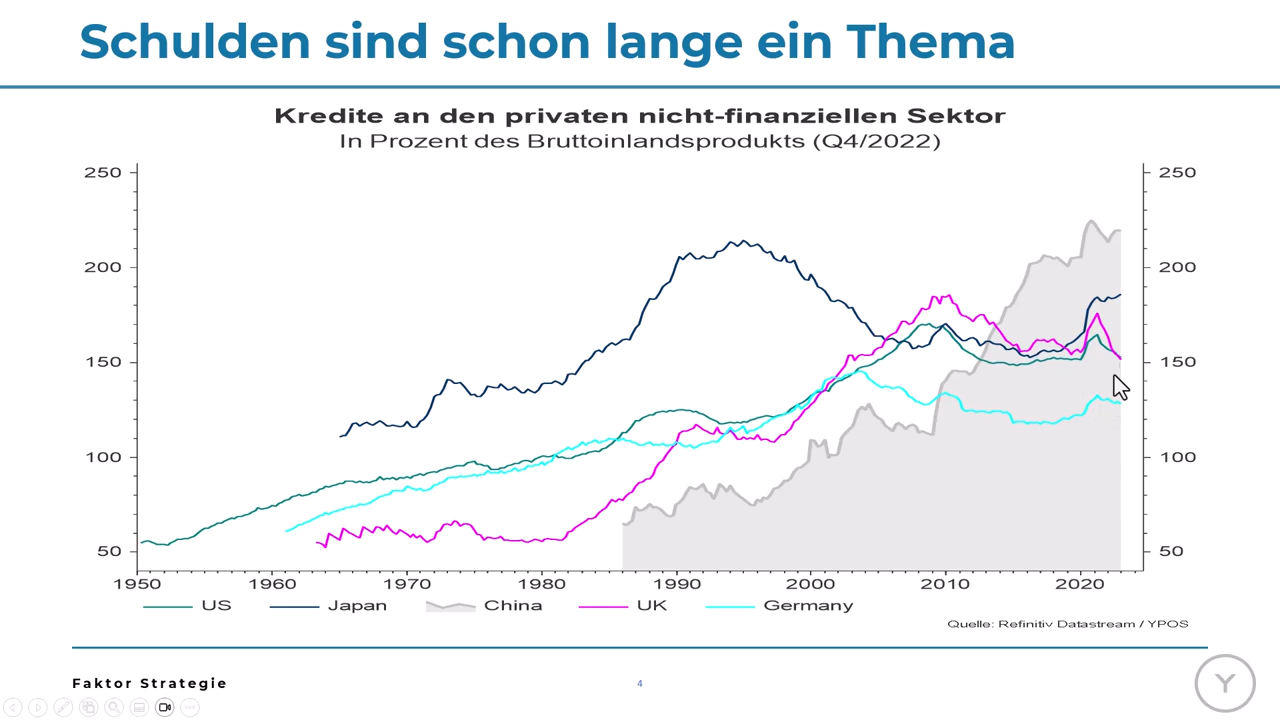 Schulden sind schon lange ein Thema
Kredite an den privaten nicht-finanziellen Sektor
In Prozent des Bruttoinlandsprodukts (Q4/2022)
250 250
200 200
150 150
100 100
50 50
1950 1960 1970 1980 1990 2000 2010 2020
US Japan China UK Germany
Quelle: Refinitiv Datastream / YPOS
Faktor Strategie
4
Y